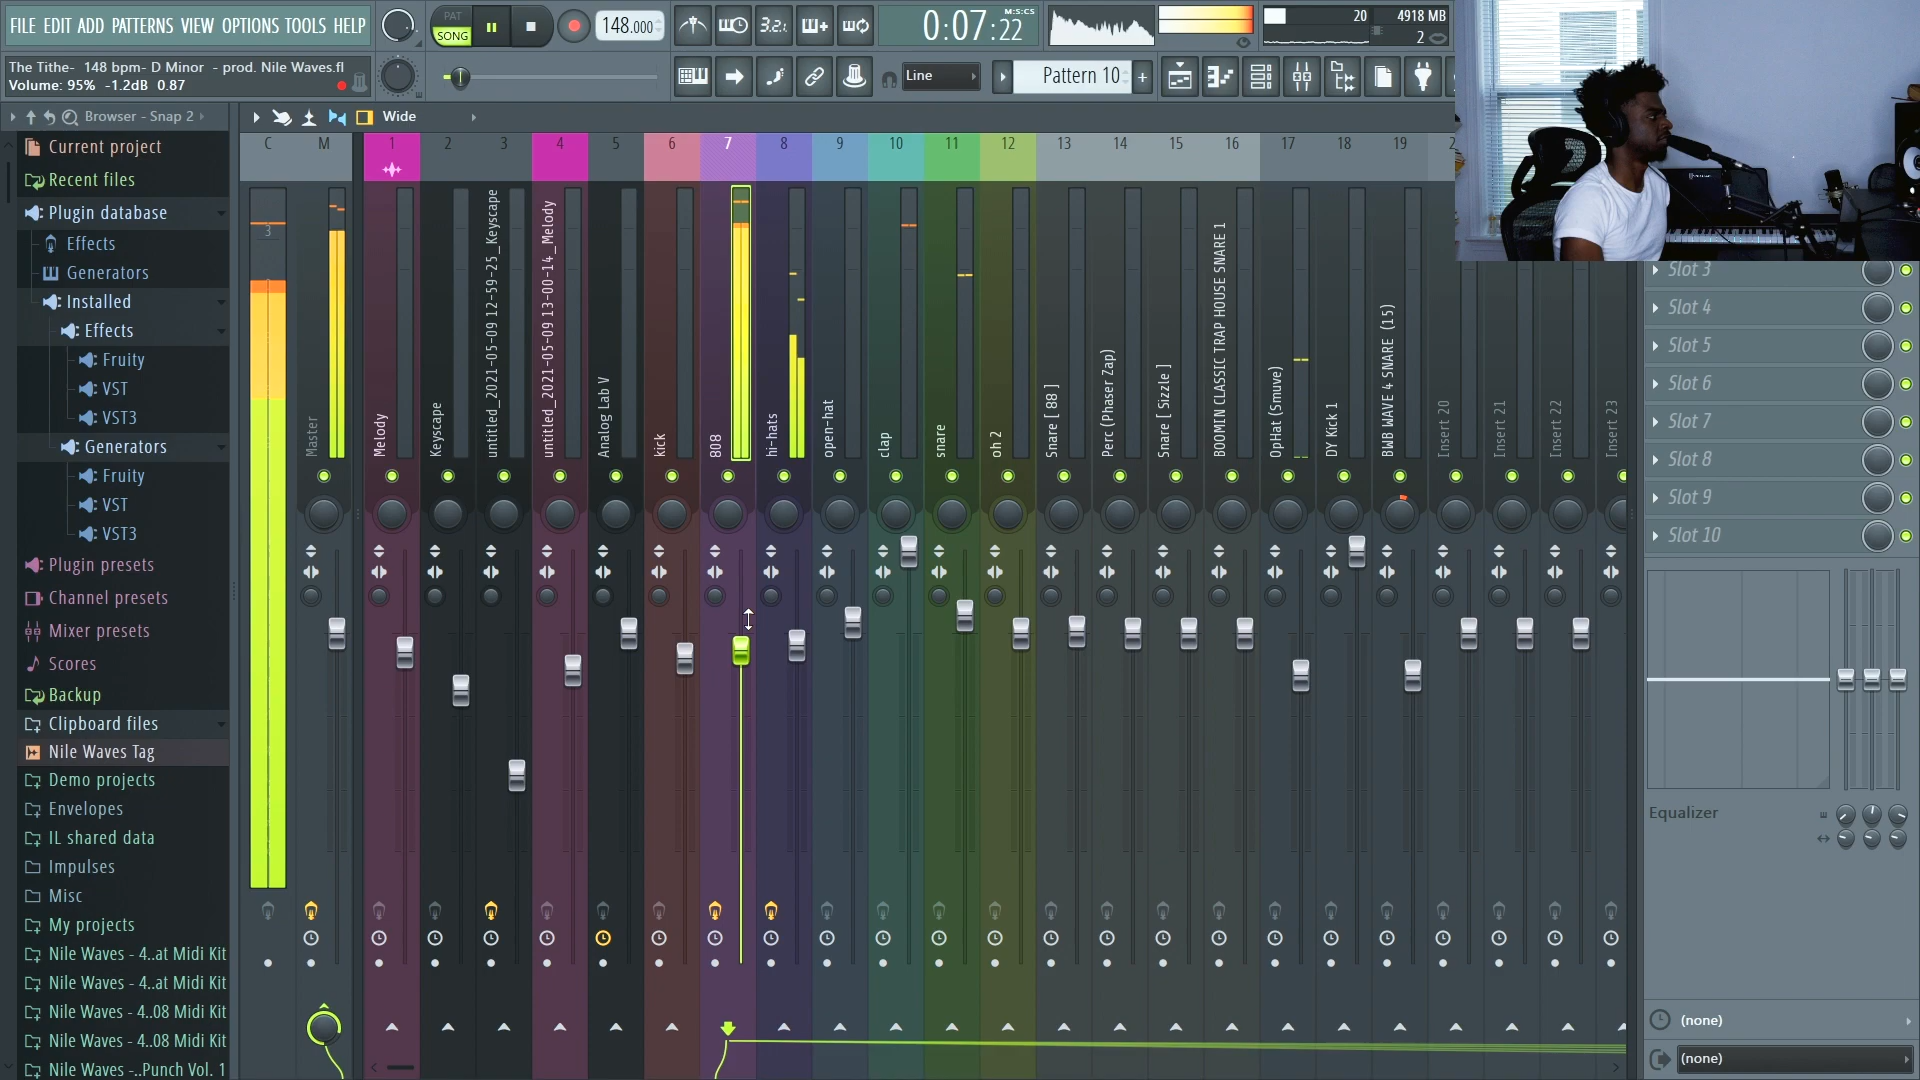 FILE EDIT ADD PATTERNS VIEW OPTIONS TOOLS HELP
PAT
SONG
148.000
3.2.
0:07:22
M:S:CS
20
4918 MB
2
The Tithe- 148 bpm- D Minor - prod. Nile Waves.fl
Volume: 95% -1.2dB 0.87
Line
Pattern 10
+
Browser - Snap 2
Wide
Current project
Recent files
Plugin database
Effects
Generators
Installed
Effects
Fruity
VST
VST3
Generators
Fruity
VST
VST3
Plugin presets
Channel presets
Mixer presets
Scores
Backup
Clipboard files
Nile Waves Tag
Demo projects
Envelopes
IL shared data
Impulses
Misc
My projects
Nile Waves - 4..at Midi Kit
Nile Waves - 4..at Midi Kit
Nile Waves - 4..08 Midi Kit
Nile Waves - 4..08 Midi Kit
Nile Waves -..Punch Vol. 1
C M 1 2 3 4 5 6 7 8 9 10 11 12 13 14 15 16 17 18 19 2
3
Master
Melody
Keyscape
untitled_2021-05-09 12-59-25_Keyscape
untitled_2021-05-09 13-00-14_Melody
Analog Lab V
kick
808
hi-hats
open-hat
clap
snare
oh 2
Snare [ 88 ]
Perc (Phaser Zap)
Snare [ Sizzle ]
BOOMIN CLASSIC TRAP HOUSE SNARE 1
OpHat (Smuve)
DY Kick 1
BWB WAVE 4 SNARE (15)
Insert 20
Insert 21
Insert 22
Insert 23
Slot 3
Slot 4
Slot 5
Slot 6
Slot 7
Slot 8
Slot 9
Slot 10
Equalizer
(none)
(none)